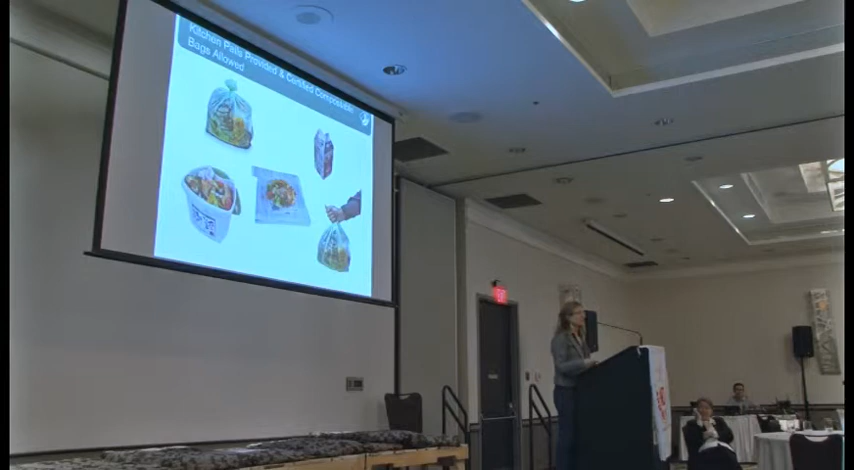 Kitchen Pails Provided & Certified Compostable
Bags Allowed